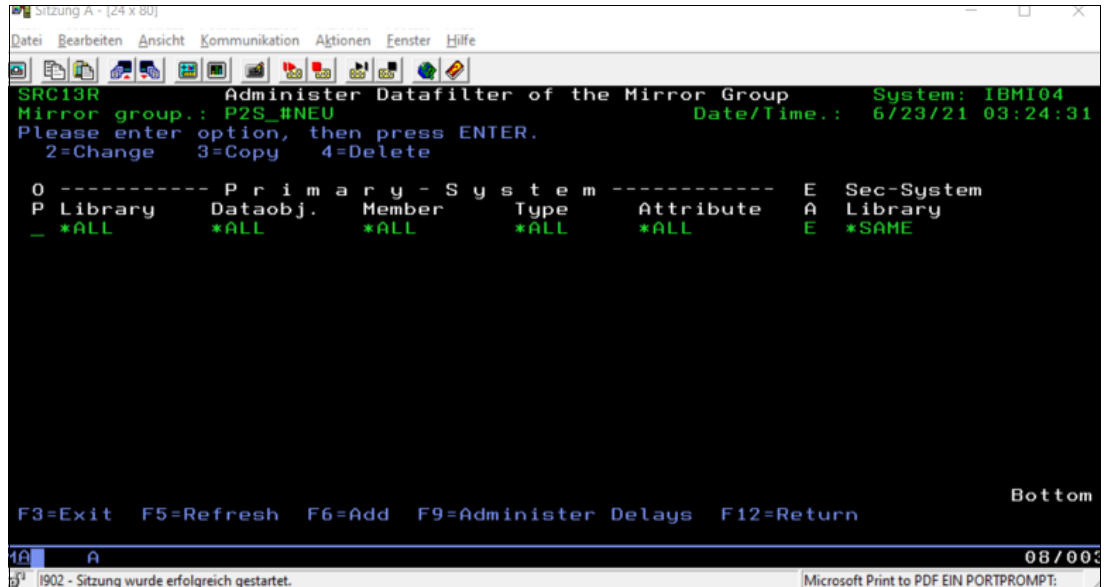 Sitzung A - [24 x 80]
Datei Bearbeiten Ansicht Kommunikation Aktionen Fenster Hilfe
SRC13R Administer Datafilter of the Mirror Group System: IBMI04
Mirror group.: P2S_#NEU Date/Time.: 6/23/21 03:24:31
Please enter option, then press ENTER.
2=Change 3=Copy 4=Delete
O ----------- P r i m a r y - S y s t e m ------------ E Sec-System
P Library Dataobj. Member Type Attribute A Library
_ *ALL *ALL *ALL *ALL *ALL E *SAME
Bottom
F3=Exit F5=Refresh F6=Add F9=Administer Delays F12=Return
MA A 08/003
I902 - Sitzung wurde erfolgreich gestartet. Microsoft Print to PDF EIN PORTPROMPT: